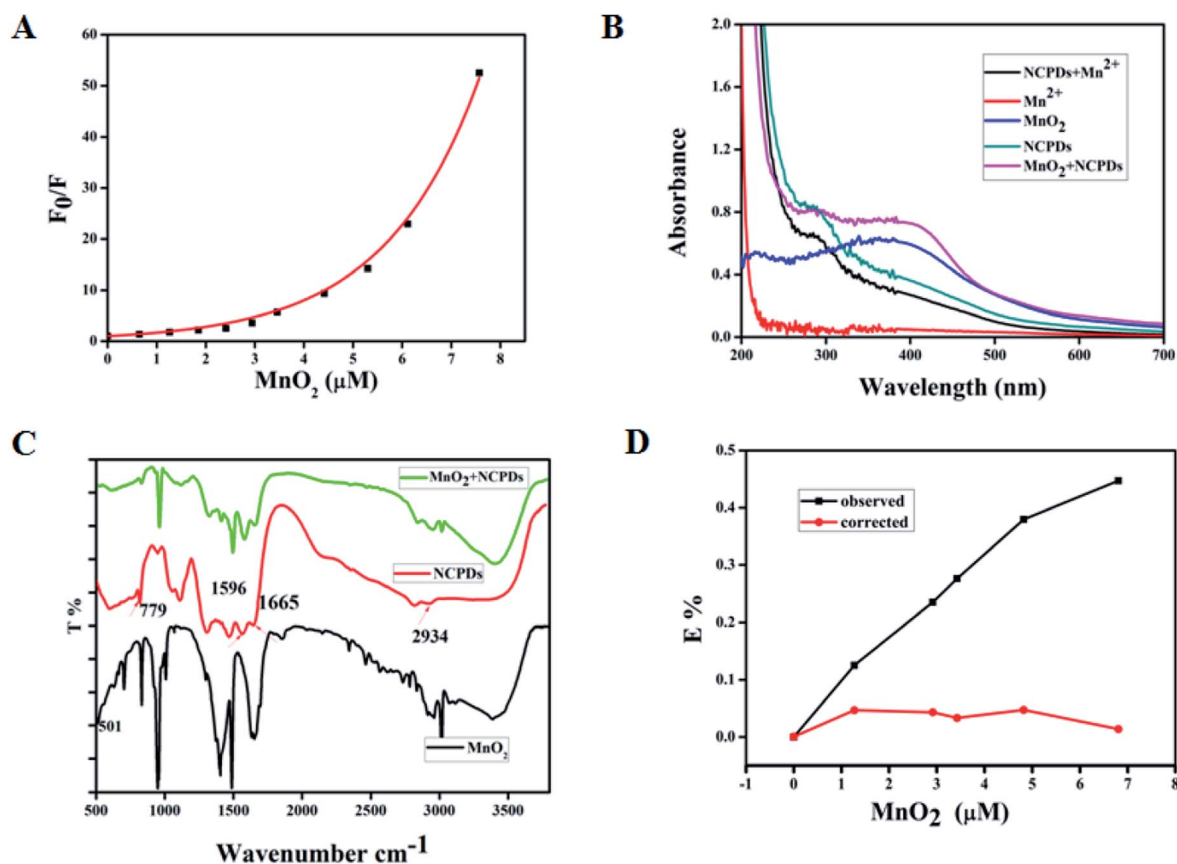 A
60
50
40
30
20
10
0
F₀/F
0 1 2 3 4 5 6 7 8
MnO₂ (μM)
B
2.0
1.6
1.2
0.8
0.4
0.0
Absorbance
NCPDs+Mn²⁺
Mn²⁺
MnO₂
NCPDs
MnO₂+NCPDs
200 300 400 500 600 700
Wavelength (nm)
C
T %
MnO₂+NCPDs
NCPDs
1596
1665
779
2934
501
MnO₂
500 1000 1500 2000 2500 3000 3500
Wavenumber cm⁻¹
D
0.5
0.4
0.3
0.2
0.1
0.0
E %
observed
corrected
-1 0 1 2 3 4 5 6 7 8
MnO₂ (μM)